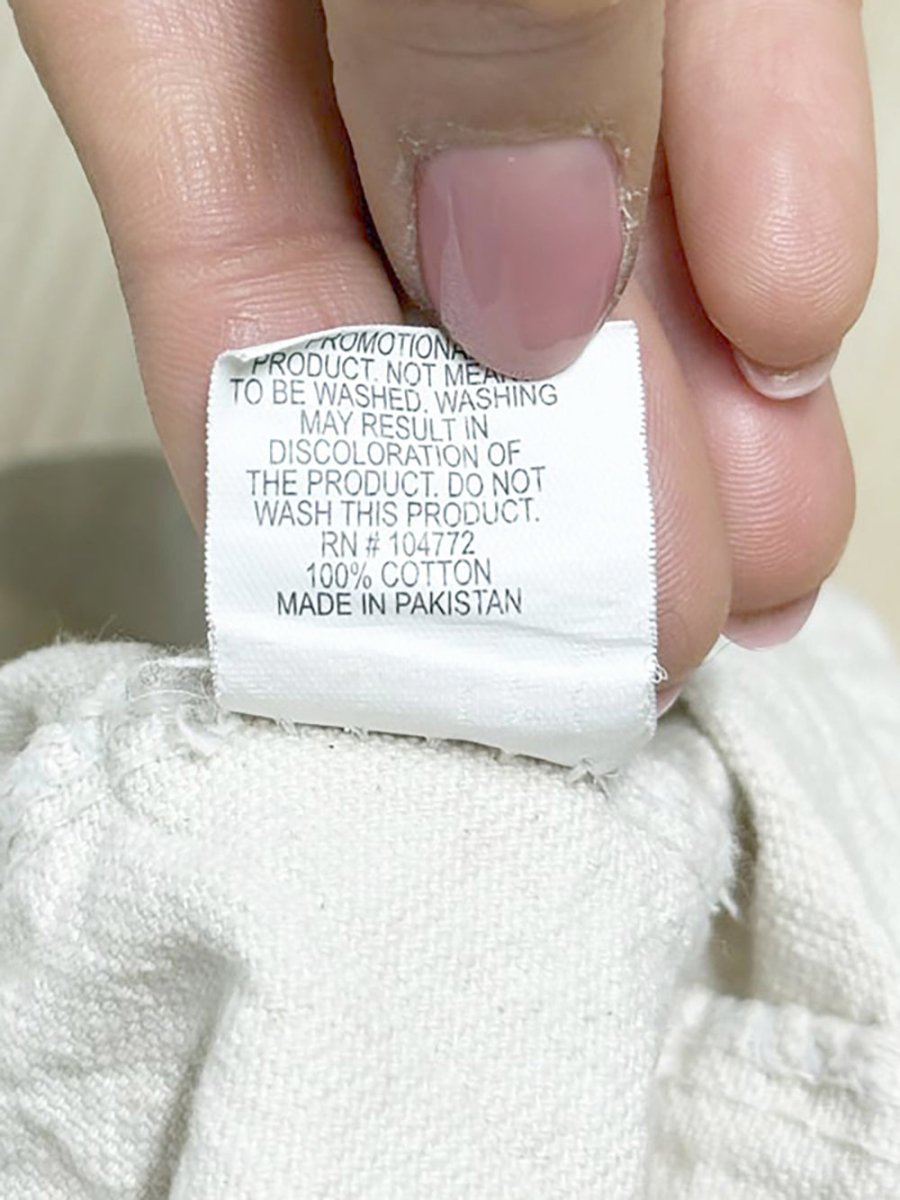 PROMOTIONAL
PRODUCT. NOT MEANT
TO BE WASHED. WASHING
MAY RESULT IN
DISCOLORATION OF
THE PRODUCT. DO NOT
WASH THIS PRODUCT.
RN # 104772
100% COTTON
MADE IN PAKISTAN